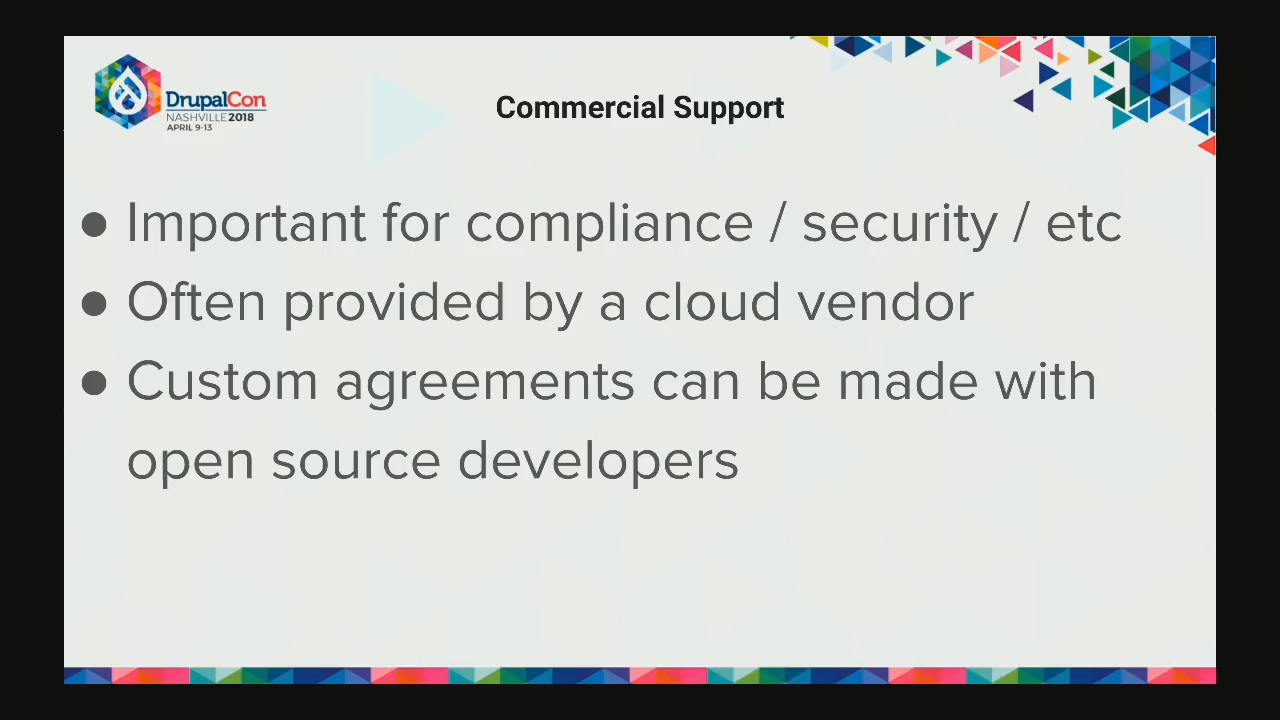 DrupalCon
NASHVILLE 2018
APRIL 9-13
Commercial Support
● Important for compliance / security / etc
● Often provided by a cloud vendor
● Custom agreements can be made with
open source developers